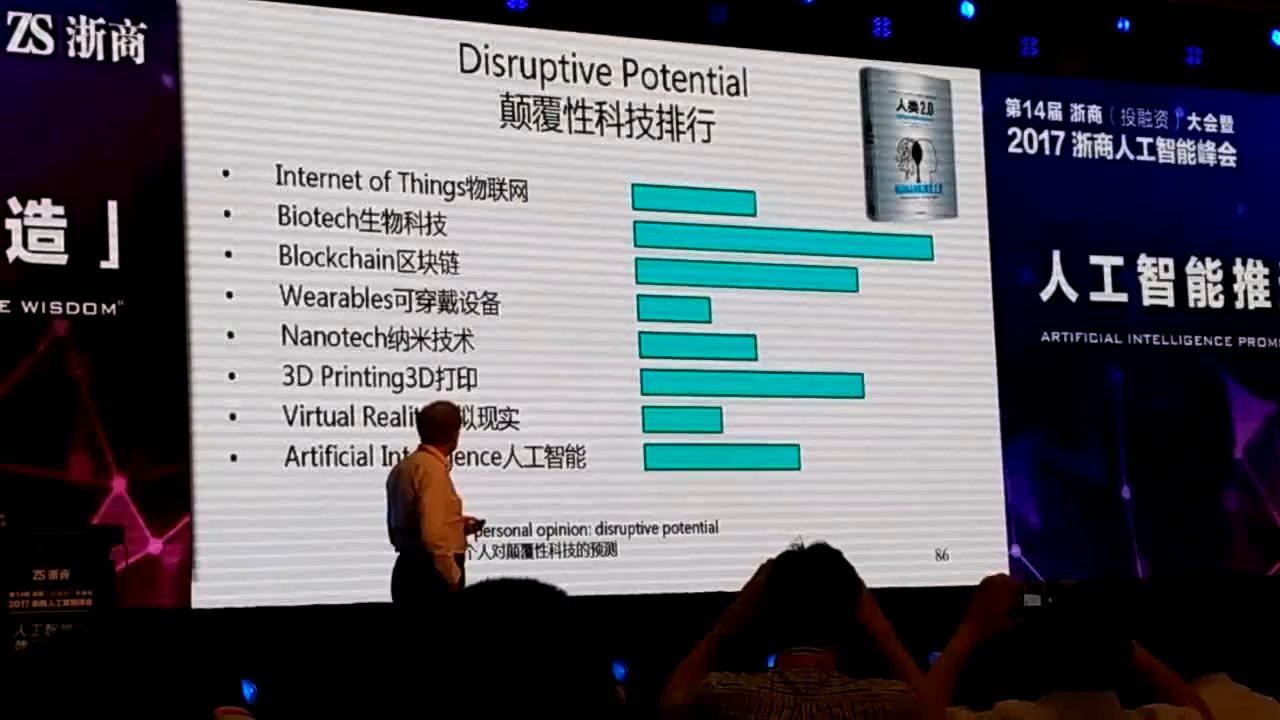 ZS 浙商
造」
E WISDOM"
Disruptive Potential
颠覆性科技排行
• Internet of Things物联网
• Biotech生物科技
• Blockchain区块链
• Wearables可穿戴设备
• Nanotech纳米技术
• 3D Printing3D打印
• Virtual Realit 拟现实
• Artificial Int gence人工智能
personal opinion: disruptive potential
个人对颠覆性科技的预测
86
人类2.0
第14届 浙商（投融资）大会暨
2017 浙商人工智能峰会
人工智能推
ARTIFICIAL INTELLIGENCE PROM
ZS 浙商
2017 浙商人工智能峰会